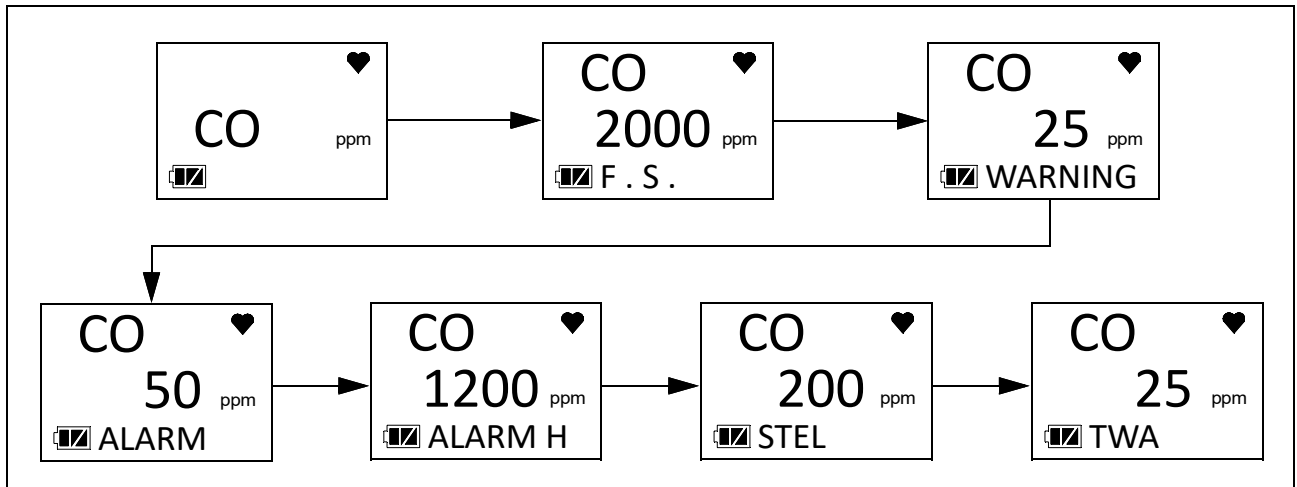 CO
ppm
CO
2000 ppm
F . S .
CO
25 ppm
WARNING
CO
50 ppm
ALARM
CO
1200 ppm
ALARM H
CO
200 ppm
STEL
CO
25 ppm
TWA